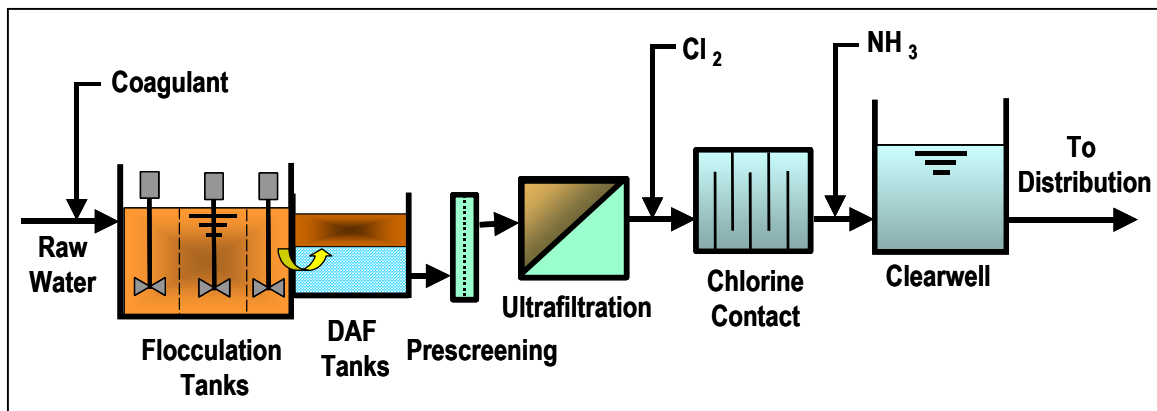 Coagulant
Raw
Water
Flocculation
Tanks
DAF
Tanks
Prescreening
Ultrafiltration
Cl 2
Chlorine
Contact
NH 3
Clearwell
To
Distribution